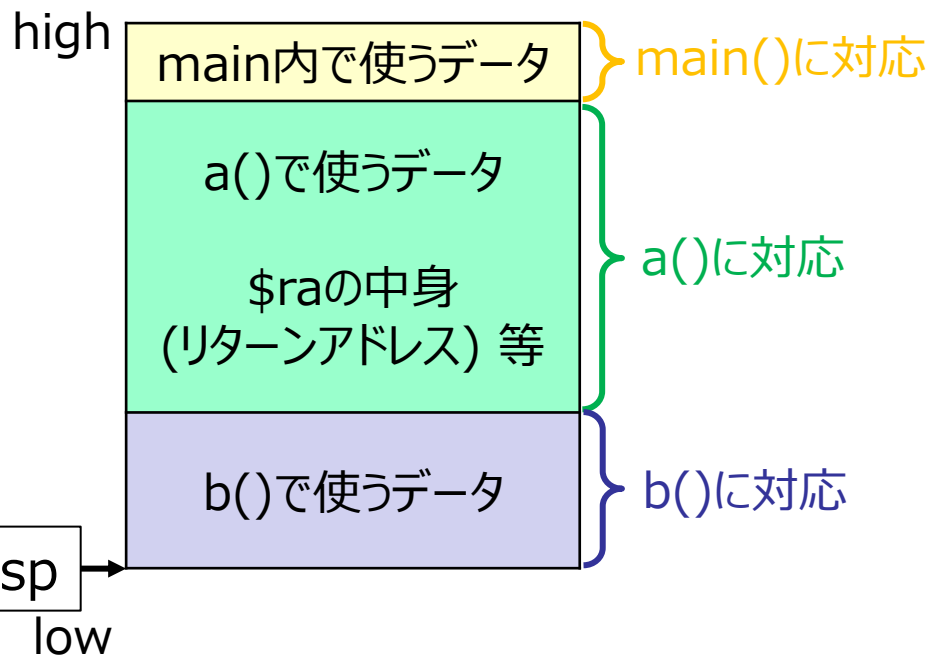 high
main内で使うデータ
main()に対応
a()で使うデータ
$raの中身
(リターンアドレス) 等
a()に対応
b()で使うデータ
b()に対応
sp
low